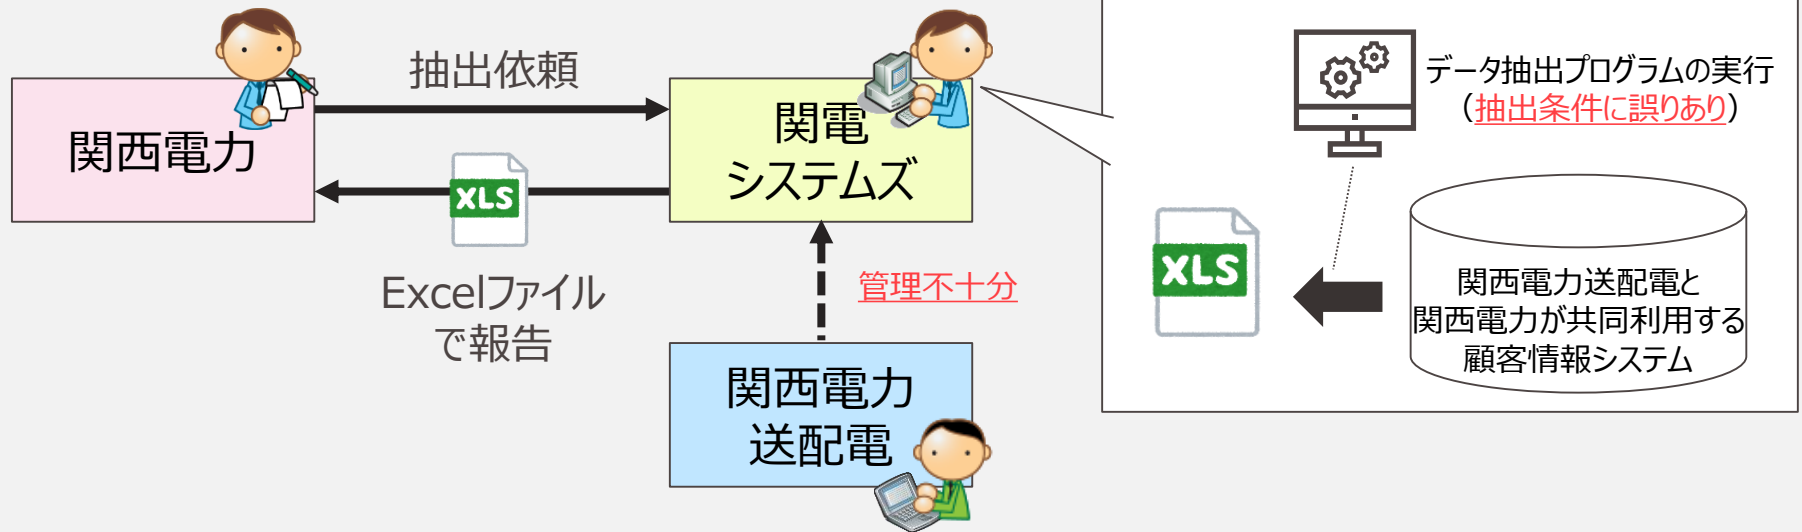 抽出依頼
関西電力
関電
システムズ
XLS
Excelファイル
で報告
管理不十分
関西電力
送配電
データ抽出プログラムの実行
（抽出条件に誤りあり）
XLS
関西電力送配電と
関西電力が共同利用する
顧客情報システム